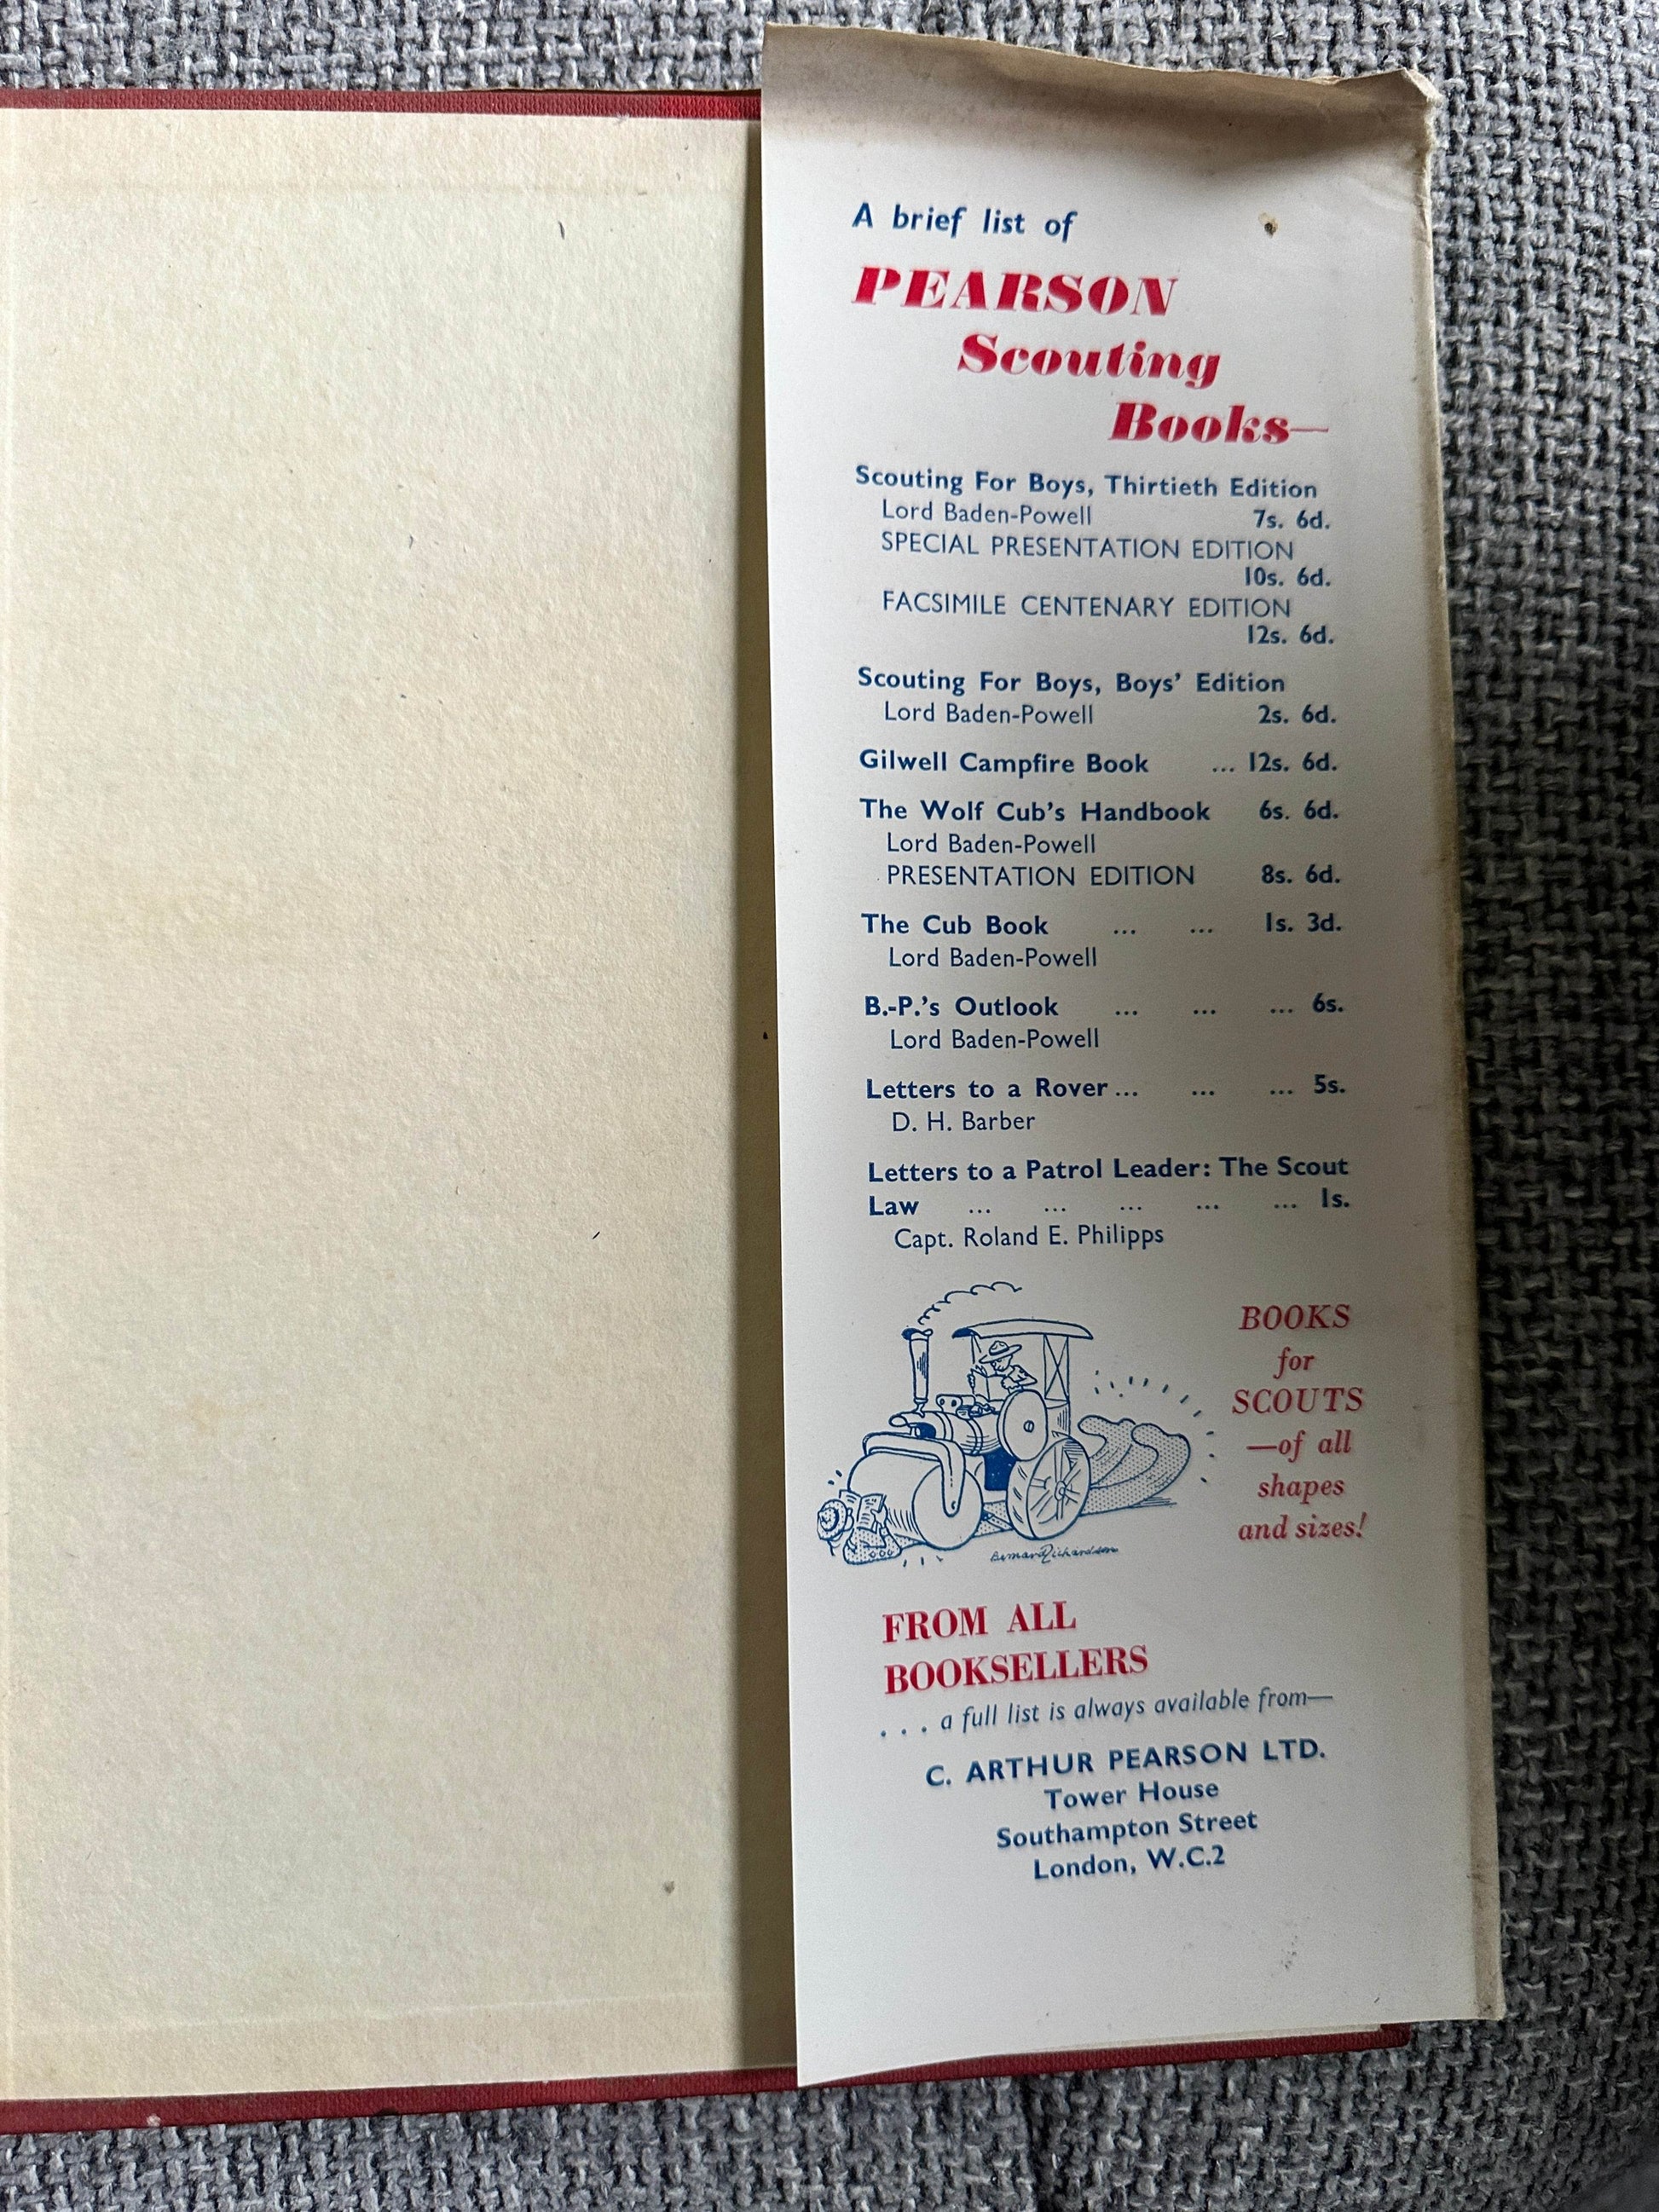 A brief list of
PEARSON
Scouting
Books—
Scouting For Boys, Thirtieth Edition
Lord Baden-Powell 7s. 6d.
SPECIAL PRESENTATION EDITION
10s. 6d.
FACSIMILE CENTENARY EDITION
12s. 6d.
Scouting For Boys, Boys' Edition
Lord Baden-Powell 2s. 6d.
Gilwell Campfire Book ... 12s. 6d.
The Wolf Cub's Handbook 6s. 6d.
Lord Baden-Powell
PRESENTATION EDITION 8s. 6d.
The Cub Book ... ... 1s. 3d.
Lord Baden-Powell
B.-P.'s Outlook ... ... ... 6s.
Lord Baden-Powell
Letters to a Rover ... ... ... 5s.
D. H. Barber
Letters to a Patrol Leader: The Scout
Law ... ... ... ... ... 1s.
Capt. Roland E. Philipps
BOOKS
for
SCOUTS
—of all
shapes
and sizes!
Bernard Richardson
FROM ALL
BOOKSELLERS
. . . a full list is always available from—
C. ARTHUR PEARSON LTD.
Tower House
Southampton Street
London, W.C.2